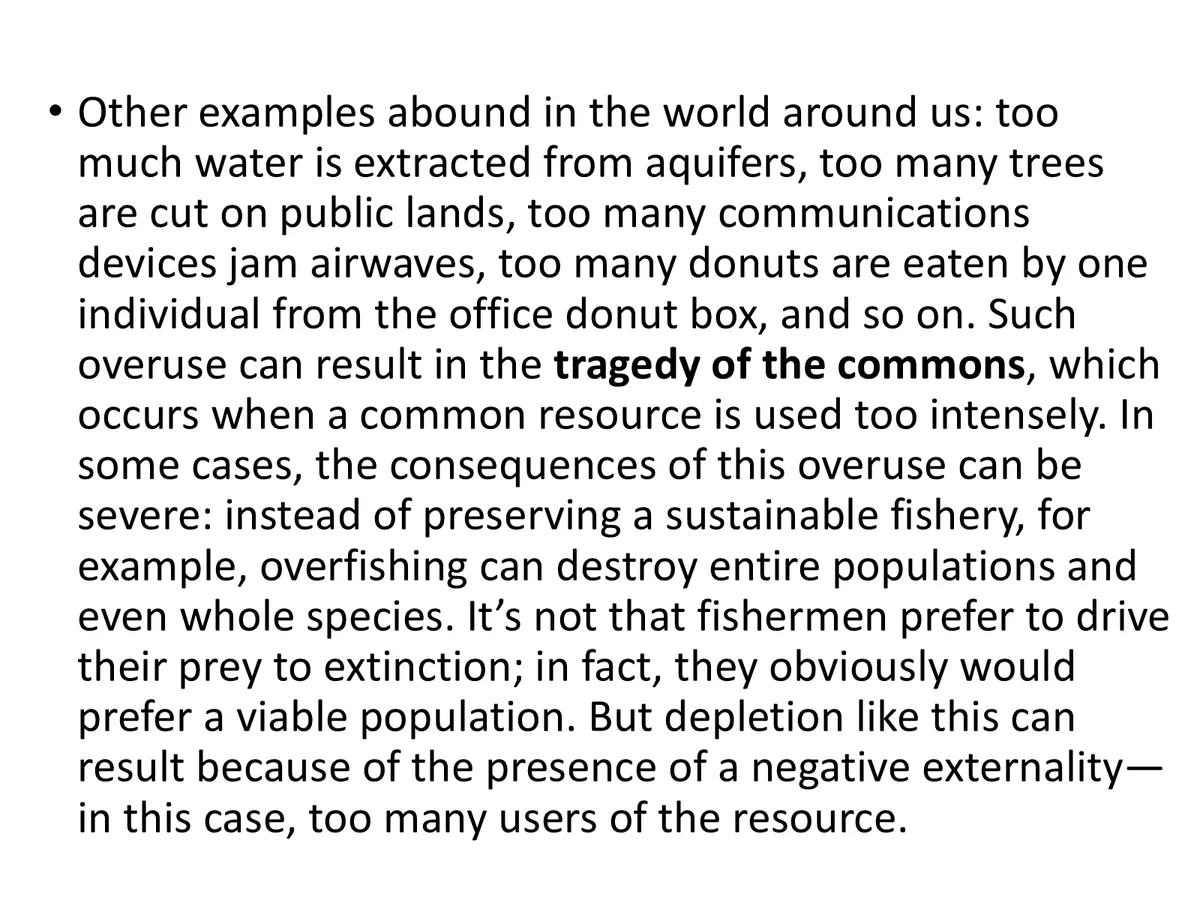 • Other examples abound in the world around us: too
much water is extracted from aquifers, too many trees
are cut on public lands, too many communications
devices jam airwaves, too many donuts are eaten by one
individual from the office donut box, and so on. Such
overuse can result in the tragedy of the commons, which
occurs when a common resource is used too intensely. In
some cases, the consequences of this overuse can be
severe: instead of preserving a sustainable fishery, for
example, overfishing can destroy entire populations and
even whole species. It’s not that fishermen prefer to drive
their prey to extinction; in fact, they obviously would
prefer a viable population. But depletion like this can
result because of the presence of a negative externality—
in this case, too many users of the resource.